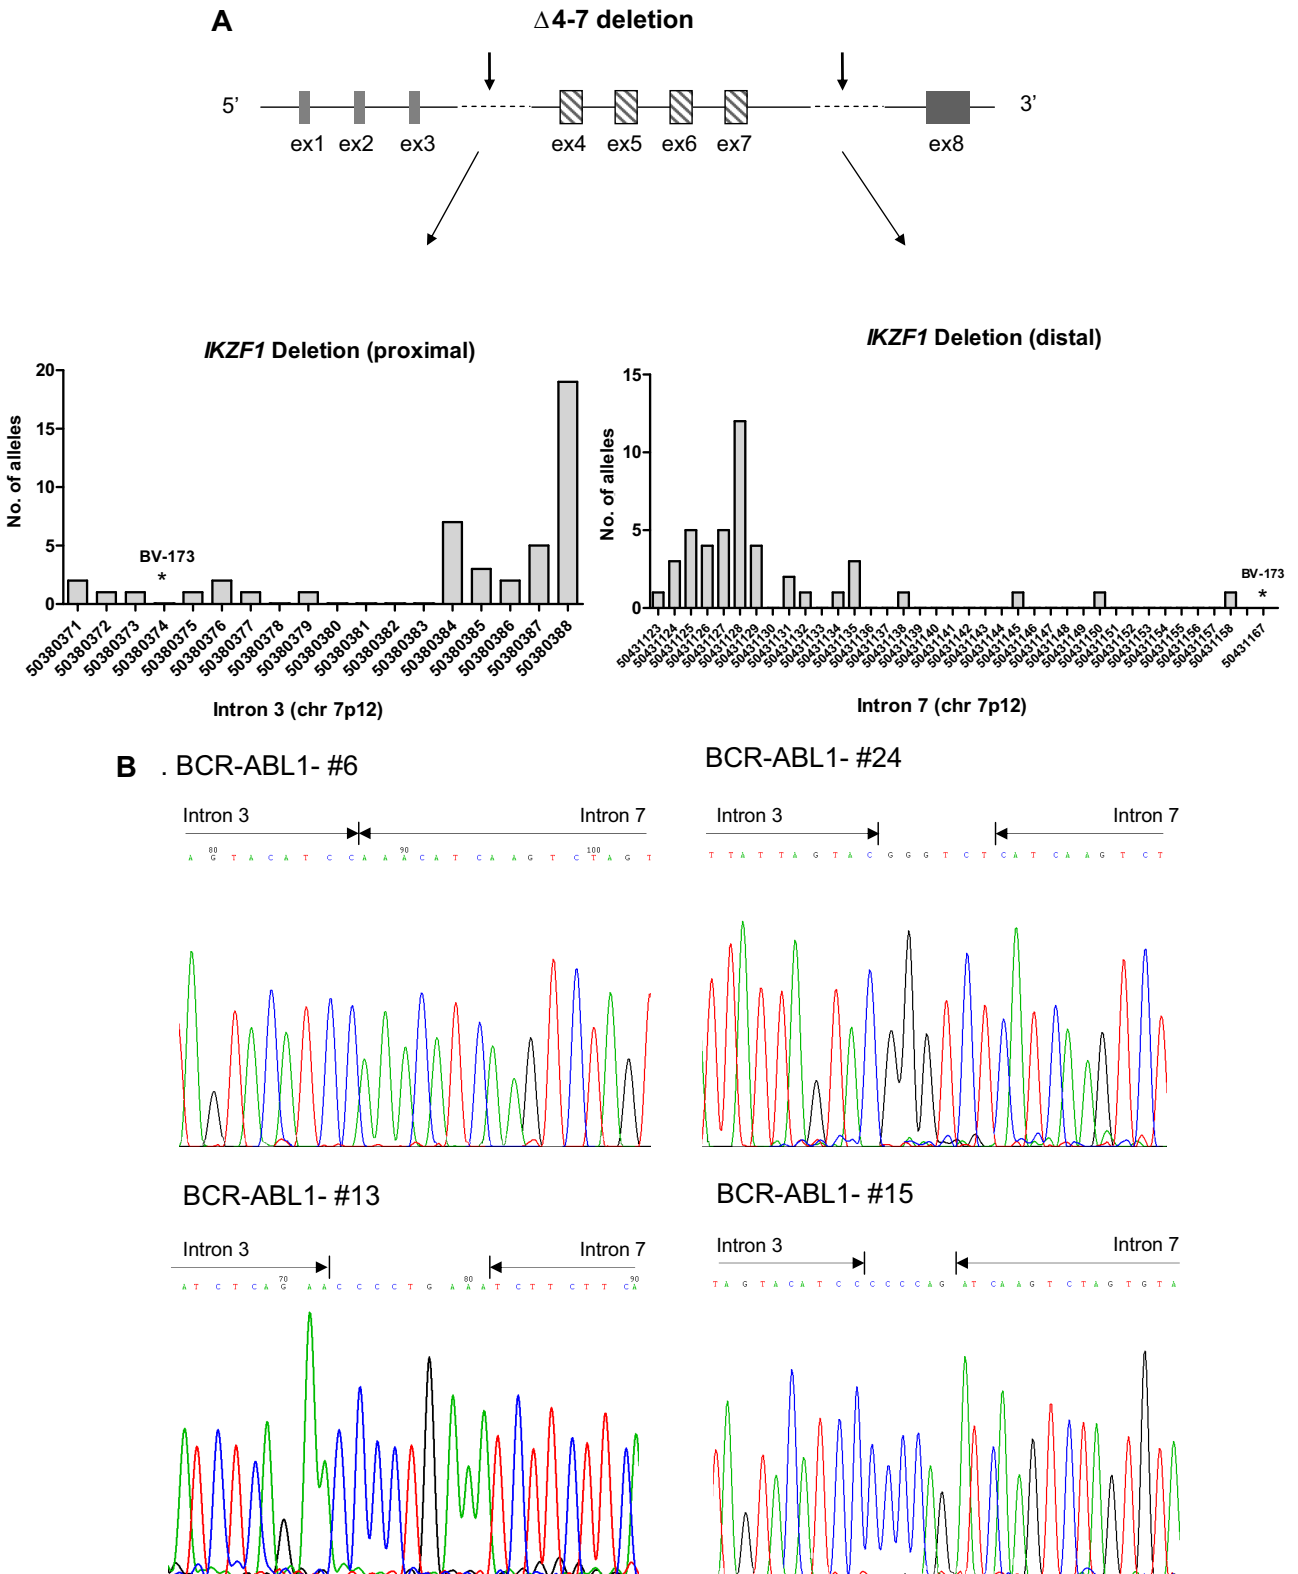 A
Δ4-7 deletion
5’
3’
ex1 ex2 ex3 ex4 ex5 ex6 ex7 ex8
IKZF1 Deletion (proximal)
No. of alleles
20
15
10
5
0
BV-173
*
50380371 50380372 50380373 50380374 50380375 50380376 50380377 50380378 50380379 50380380 50380381 50380382 50380383 50380384 50380385 50380386 50380387 50380388
Intron 3 (chr 7p12)
IKZF1 Deletion (distal)
No. of alleles
15
10
5
0
BV-173
*
50431123 50431124 50431125 50431126 50431127 50431128 50431129 50431130 50431131 50431132 50431133 50431134 50431135 50431136 50431137 50431138 50431139 50431140 50431141 50431142 50431143 50431144 50431145 50431146 50431147 50431148 50431149 50431150 50431151 50431152 50431153 50431154 50431155 50431156 50431157 50431158 50431167
Intron 7 (chr 7p12)
B . BCR-ABL1- #6
Intron 3 Intron 7
80 90 100
A G T A C A T C C A A A C A T C A A G T C T A G T
BCR-ABL1- #24
Intron 3 Intron 7
T T A T T A G T A C G G G T C T C A T C A A G T C T
BCR-ABL1- #13
Intron 3 Intron 7
70 80 90
A T C T C A G A A C C C C T G A A A T C T T C T T C A
BCR-ABL1- #15
Intron 3 Intron 7
T A G T A C A T C C C C C C A G A T C A A G T C T A G T G T A